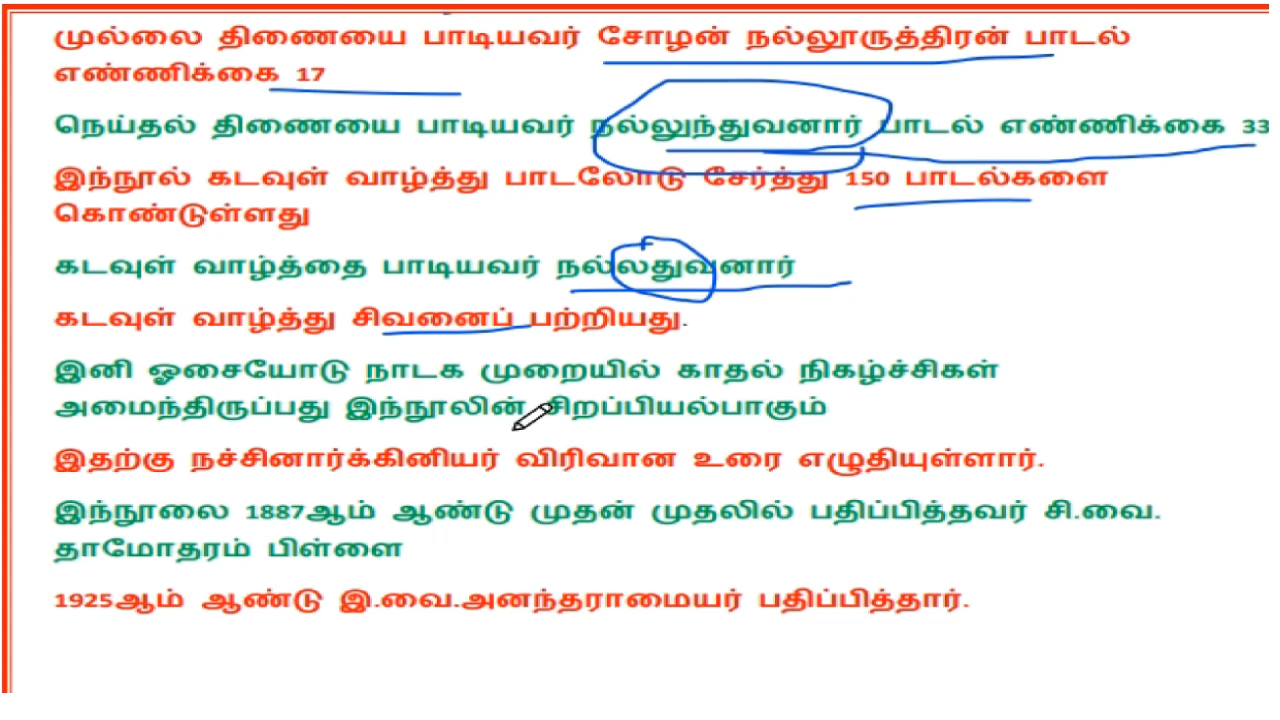 முல்லை திணையை பாடியவர் சோழன் நல்லூருத்திரன் பாடல்
எண்ணிக்கை 17
நெய்தல் திணையை பாடியவர் நல்லுந்துவனார் பாடல் எண்ணிக்கை 33
இந்நூல் கடவுள் வாழ்த்து பாடலோடு சேர்த்து 150 பாடல்களை
கொண்டுள்ளது
கடவுள் வாழ்த்தை பாடியவர் நல்லதுவனார்
கடவுள் வாழ்த்து சிவனைப் பற்றியது.
இனி ஓசையோடு நாடக முறையில் காதல் நிகழ்ச்சிகள்
அமைந்திருப்பது இந்நூலின் சிறப்பியல்பாகும்
இதற்கு நச்சினார்க்கினியர் விரிவான உரை எழுதியுள்ளார்.
இந்நூலை 1887ஆம் ஆண்டு முதன் முதலில் பதிப்பித்தவர் சி.வை.
தாமோதரம் பிள்ளை
1925ஆம் ஆண்டு இ.வை.அனந்தராமையர் பதிப்பித்தார்.